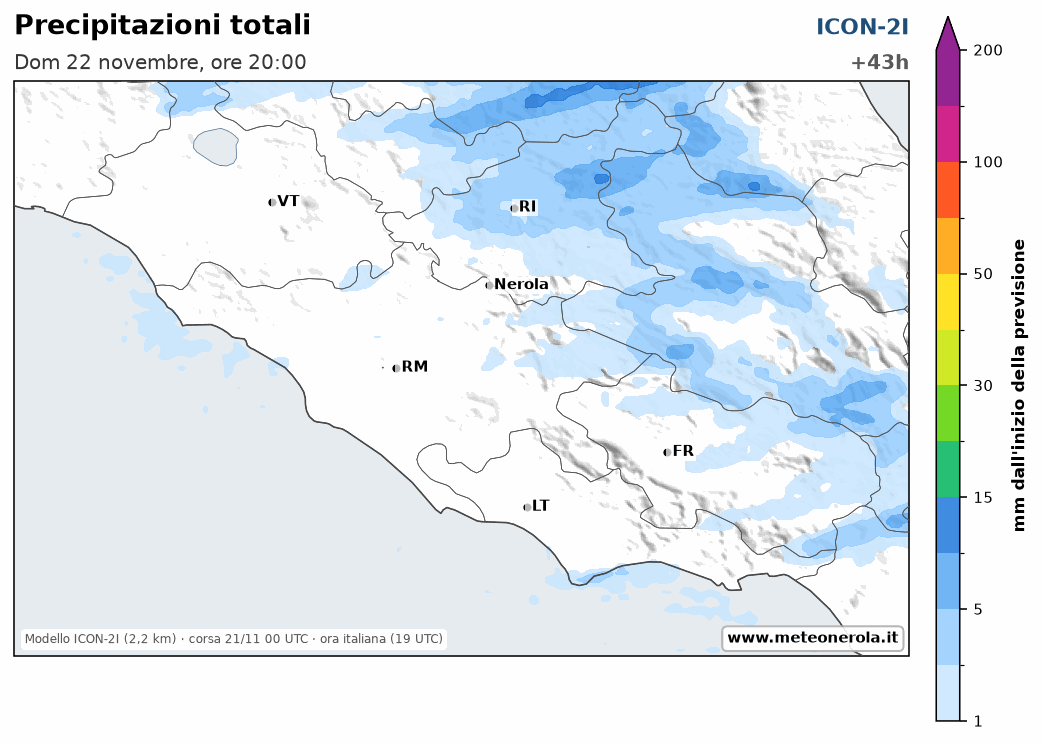 Precipitazioni totali
ICON-2I
Dom 22 novembre, ore 20:00
+43h
VT
RI
Nerola
RM
FR
LT
Modello ICON-2I (2,2 km) · corsa 21/11 00 UTC · ora italiana (19 UTC)
www.meteonerola.it
200
100
50
30
15
5
1
mm dall'inizio della previsione